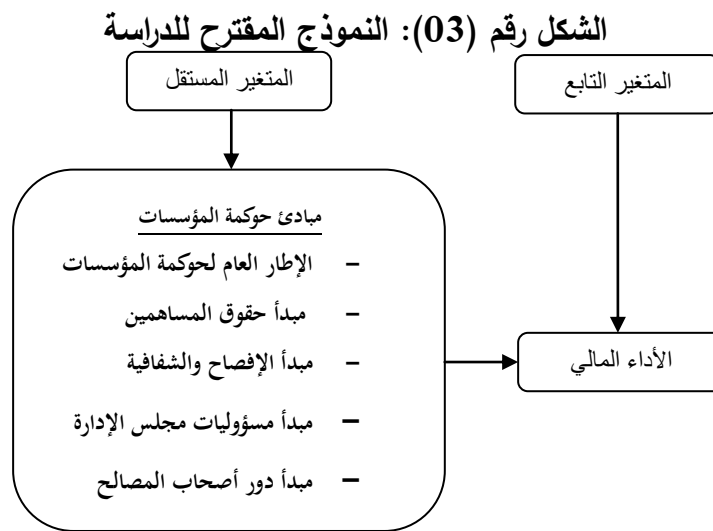 الشكل رقم (03): النموذج المقترح للدراسة
المتغير المستقل
المتغير التابع
مبادئ حوكمة المؤسسات
– الإطار العام لحوكمة المؤسسات
– مبدأ حقوق المساهمين
– مبدأ الإفصاح والشفافية
– مبدأ مسؤوليات مجلس الإدارة
– مبدأ دور أصحاب المصالح
الأداء المالي